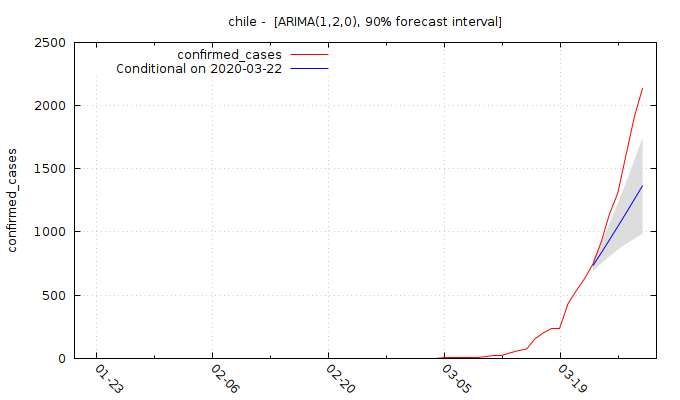 chile -  [ARIMA(1,2,0), 90% forecast interval]
2500
2000
1500
1000
500
0
confirmed_cases
confirmed_cases
Conditional on 2020-03-22
01-23
02-06
02-20
03-05
03-19